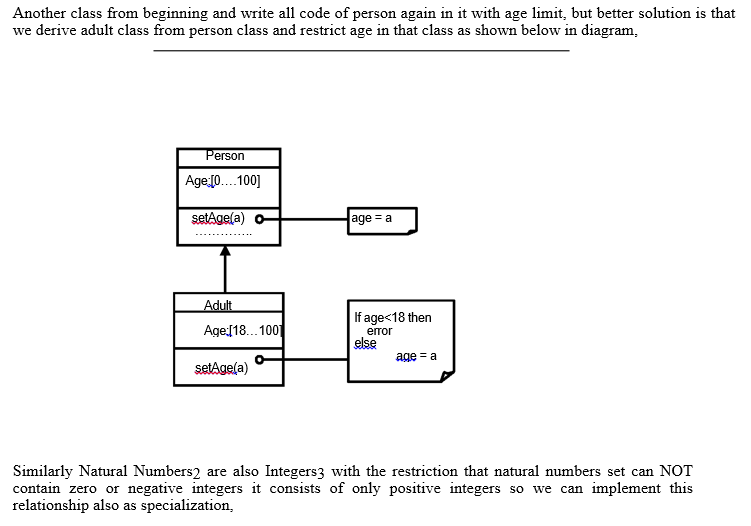 Another class from beginning and write all code of person again in it with age limit, but better solution is that
we derive adult class from person class and restrict age in that class as shown below in diagram,
Person
Age:[0....100]
setAge(a)
..............
age = a
Adult
Age:[18...100]
setAge(a)
If age<18 then
error
else
age = a
Similarly Natural Numbers2 are also Integers3 with the restriction that natural numbers set can NOT
contain zero or negative integers it consists of only positive integers so we can implement this
relationship also as specialization,